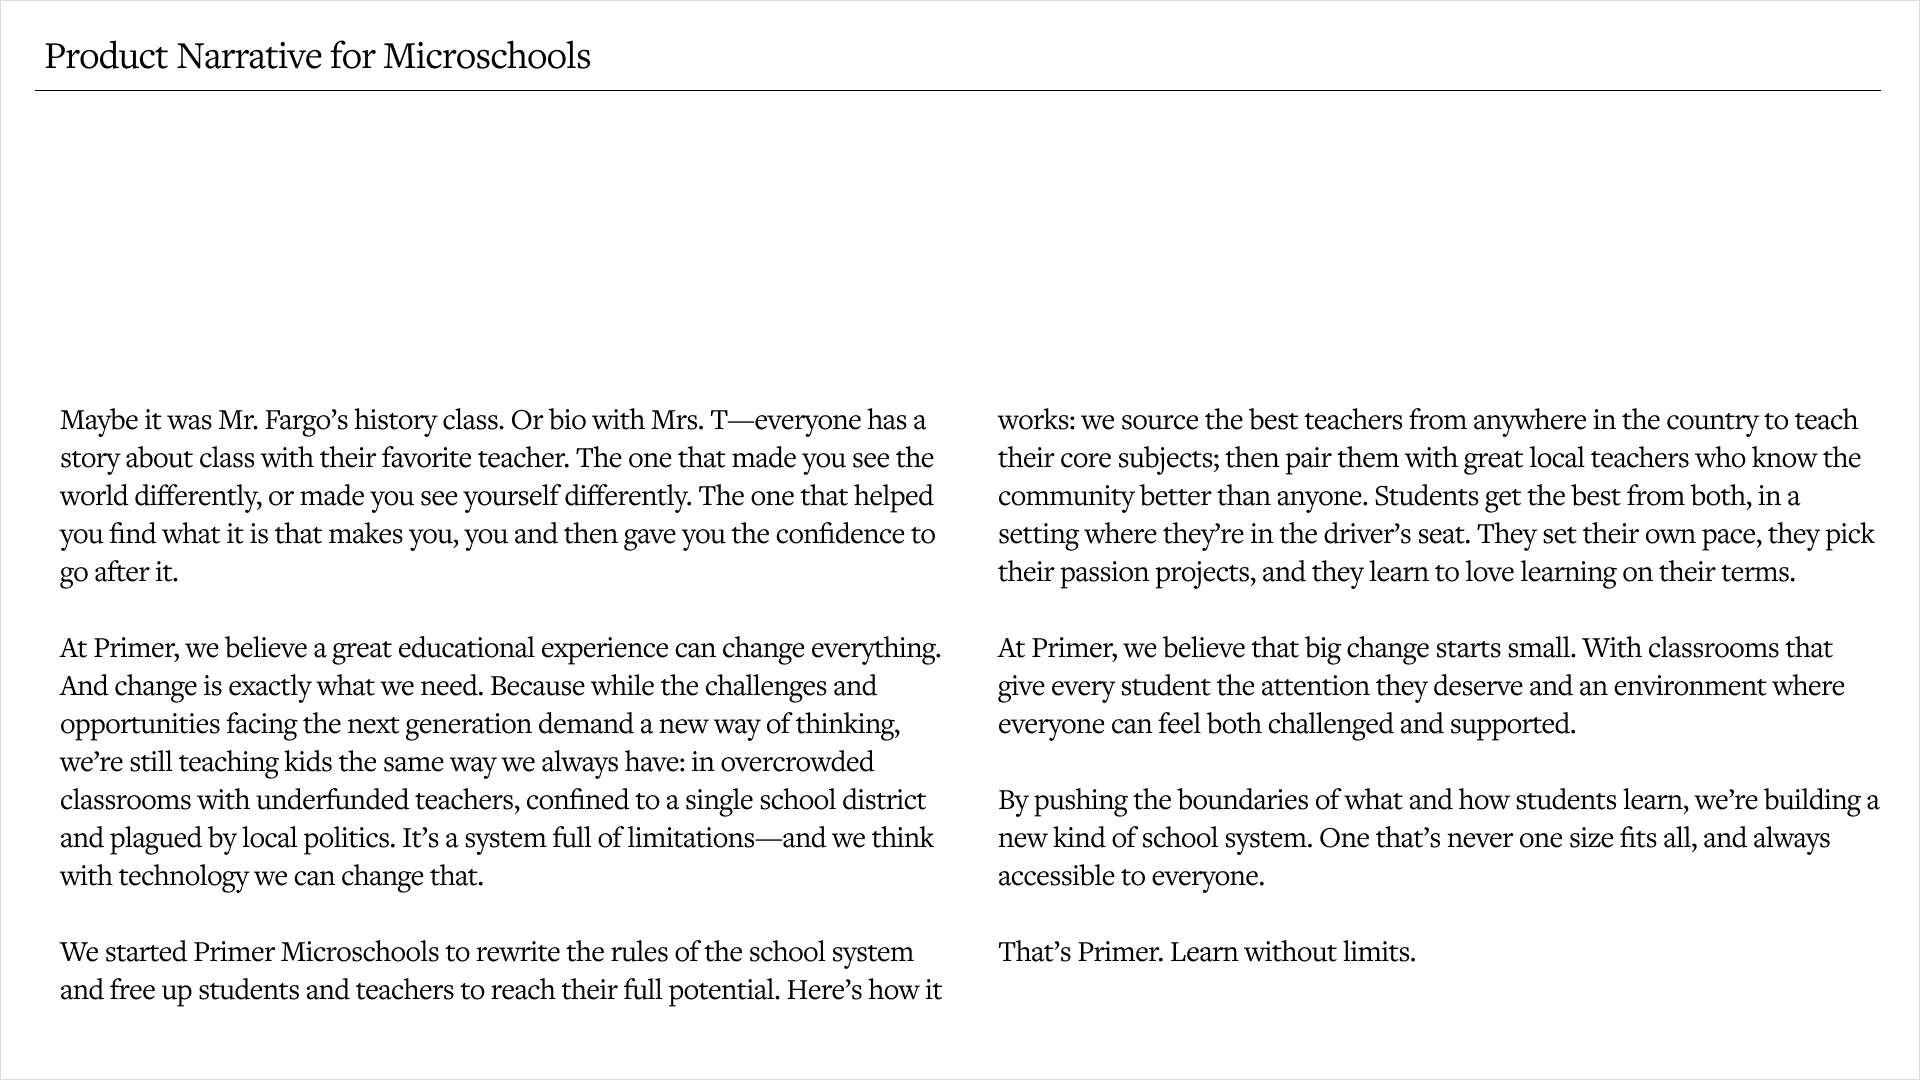 Product Narrative for Microschools
Maybe it was Mr. Fargo’s history class. Or bio with Mrs. T—everyone has a
story about class with their favorite teacher. The one that made you see the
world differently, or made you see yourself differently. The one that helped
you find what it is that makes you, you and then gave you the confidence to
go after it.
At Primer, we believe a great educational experience can change everything.
And change is exactly what we need. Because while the challenges and
opportunities facing the next generation demand a new way of thinking,
we’re still teaching kids the same way we always have: in overcrowded
classrooms with underfunded teachers, confined to a single school district
and plagued by local politics. It’s a system full of limitations—and we think
with technology we can change that.
We started Primer Microschools to rewrite the rules of the school system
and free up students and teachers to reach their full potential. Here’s how it
works: we source the best teachers from anywhere in the country to teach
their core subjects; then pair them with great local teachers who know the
community better than anyone. Students get the best from both, in a
setting where they’re in the driver’s seat. They set their own pace, they pick
their passion projects, and they learn to love learning on their terms.
At Primer, we believe that big change starts small. With classrooms that
give every student the attention they deserve and an environment where
everyone can feel both challenged and supported.
By pushing the boundaries of what and how students learn, we’re building a
new kind of school system. One that’s never one size fits all, and always
accessible to everyone.
That’s Primer. Learn without limits.